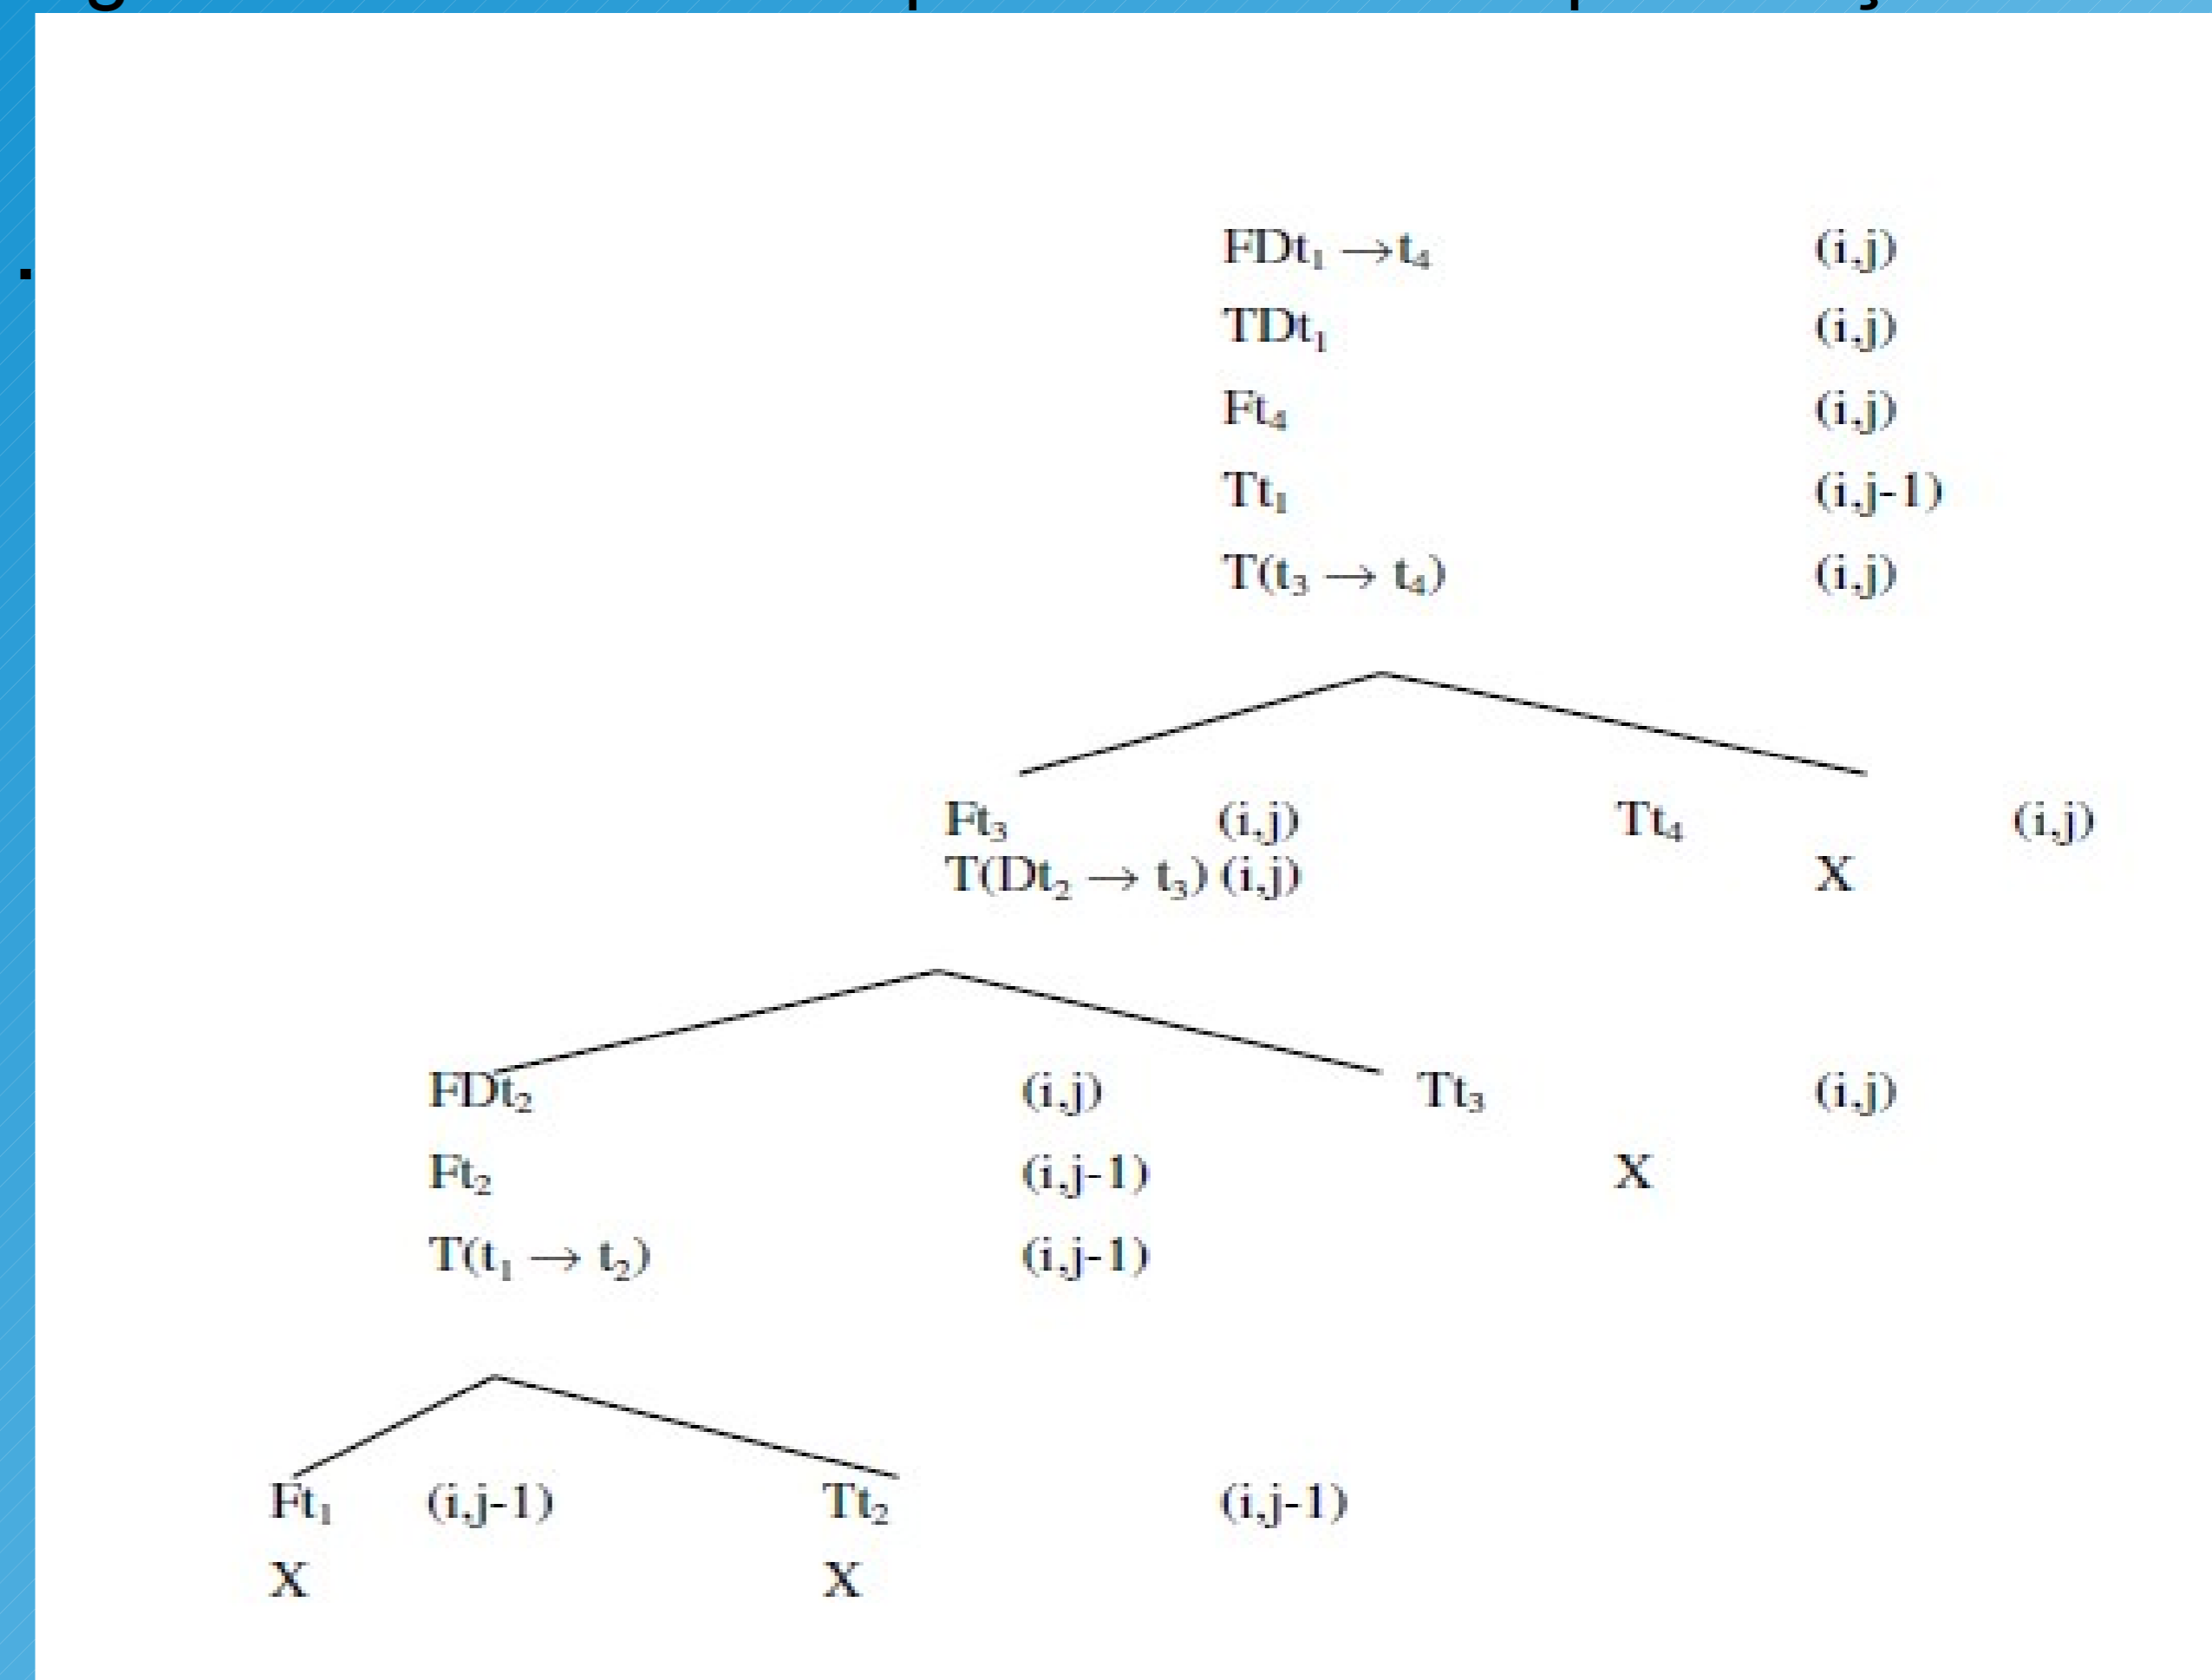 FDt₁ →t₄ (i,j)
TDt₁ (i,j)
Ft₄ (i,j)
Tt₁ (i,j-1)
T(t₃ → t₄) (i,j)
Ft₃ (i,j) Tt₄ (i,j)
T(Dt₂ → t₃) (i,j) X
FDt₂ (i,j) Tt₃ (i,j)
Ft₂ (i,j-1) X
T(t₁ → t₂) (i,j-1)
Ft₁ (i,j-1) Tt₂ (i,j-1)
X X